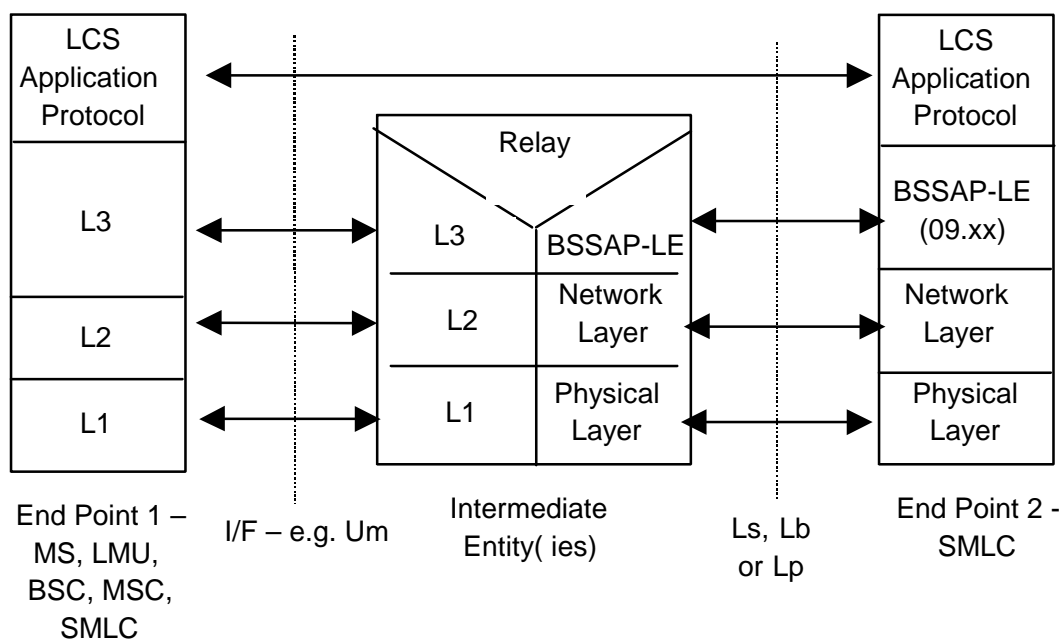 LCS
Application
Protocol
L3
L2
L1
End Point 1 –
MS, LMU,
BSC, MSC,
SMLC
I/F – e.g. Um
Relay
L3
BSSAP-LE
L2
Network
Layer
L1
Physical
Layer
Intermediate
Entity( ies)
Ls, Lb
or Lp
LCS
Application
Protocol
BSSAP-LE
(09.xx)
Network
Layer
Physical
Layer
End Point 2 -
SMLC